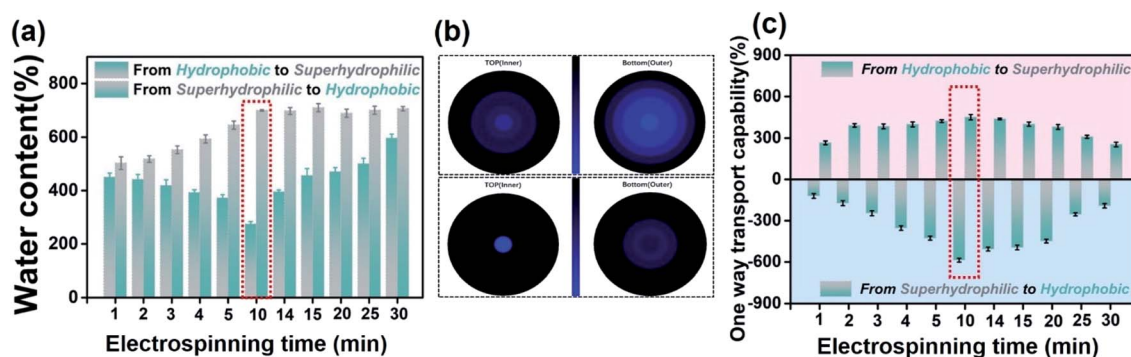 (a)
Water content(%)
800
600
400
200
0
From Hydrophobic to Superhydrophilic
From Superhydrophilic to Hydrophobic
1 2 3 4 5 10 14 15 20 25 30
Electrospinning time (min)
(b)
TOP(Inner)
Bottom(Outer)
TOP(Inner)
Bottom(Outer)
(c)
One way transport capability(%)
900
600
300
0
-300
-600
-900
From Hydrophobic to Superhydrophilic
From Superhydrophilic to Hydrophobic
1 2 3 4 5 10 14 15 20 25 30
Electrospinning time (min)